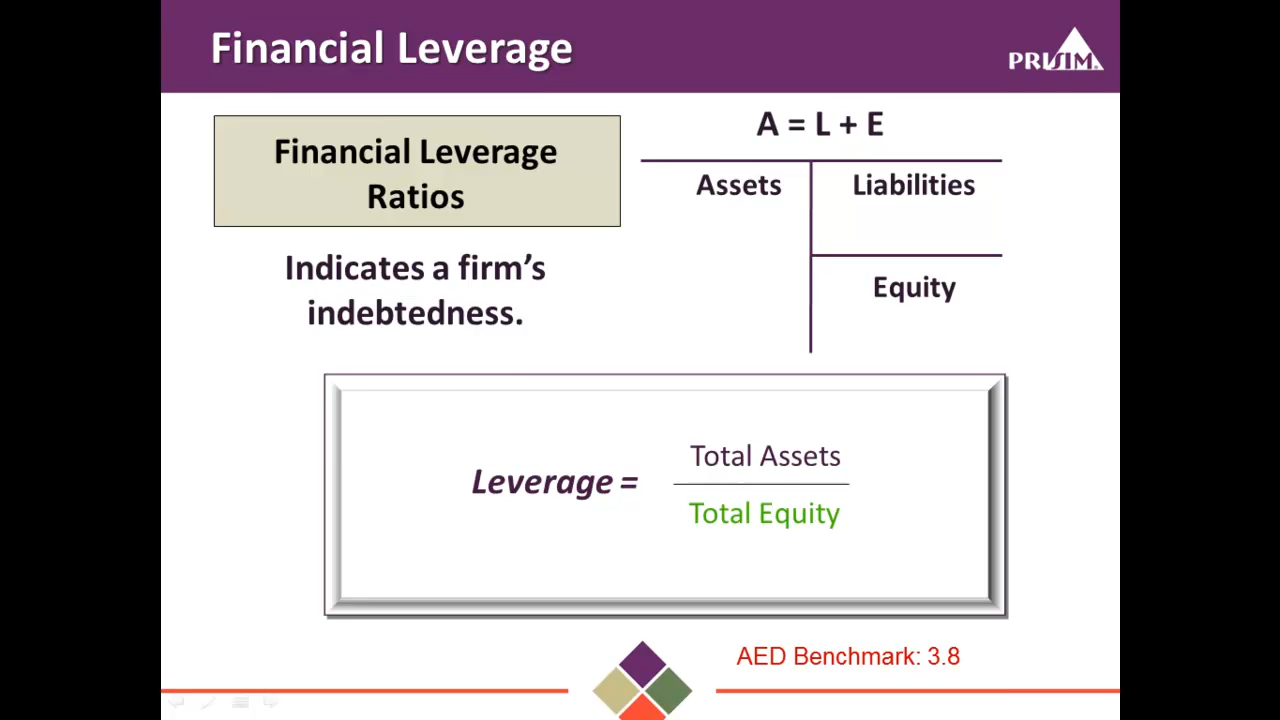 Financial Leverage
PRISIM
Financial Leverage
Ratios
Indicates a firm’s
indebtedness.
A = L + E
Assets
Liabilities
Equity
Leverage =
Total Assets
Total Equity
AED Benchmark: 3.8